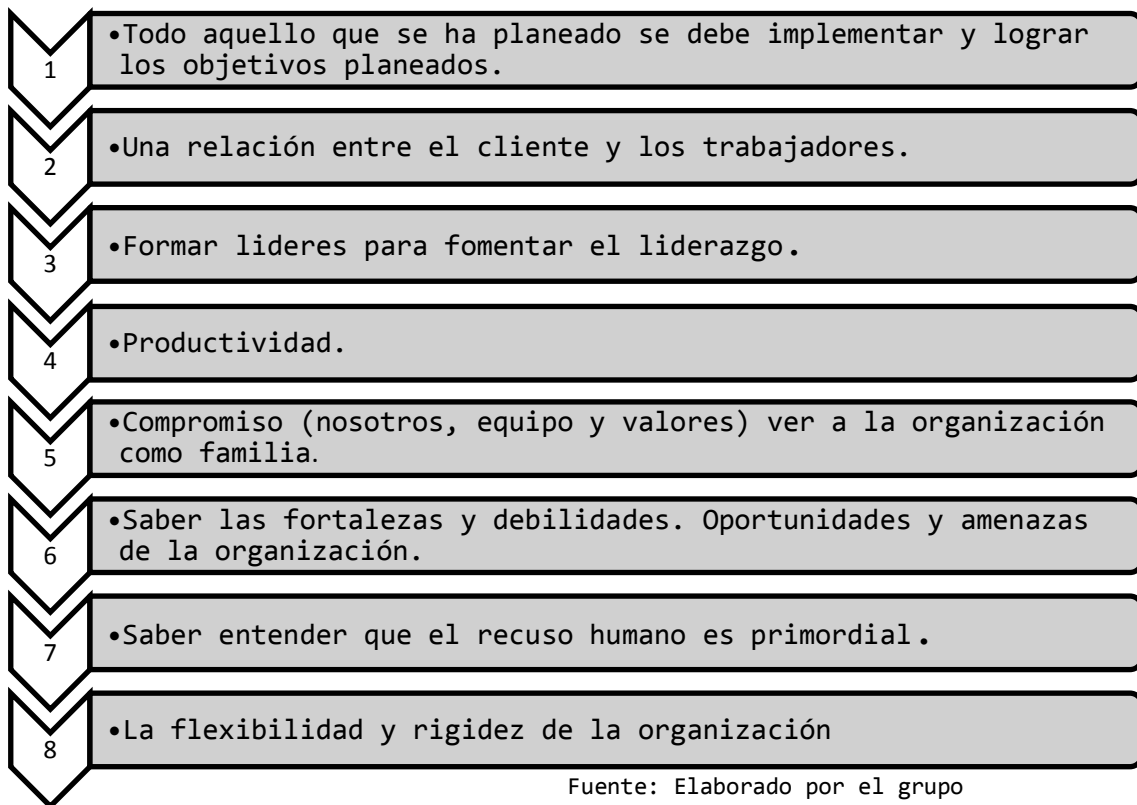 1
•Todo aquello que se ha planeado se debe implementar y lograr
los objetivos planeados.
2
•Una relación entre el cliente y los trabajadores.
3
•Formar lideres para fomentar el liderazgo.
4
•Productividad.
5
•Compromiso (nosotros, equipo y valores) ver a la organización
como familia.
6
•Saber las fortalezas y debilidades. Oportunidades y amenazas
de la organización.
7
•Saber entender que el recuso humano es primordial.
8
•La flexibilidad y rigidez de la organización
Fuente: Elaborado por el grupo